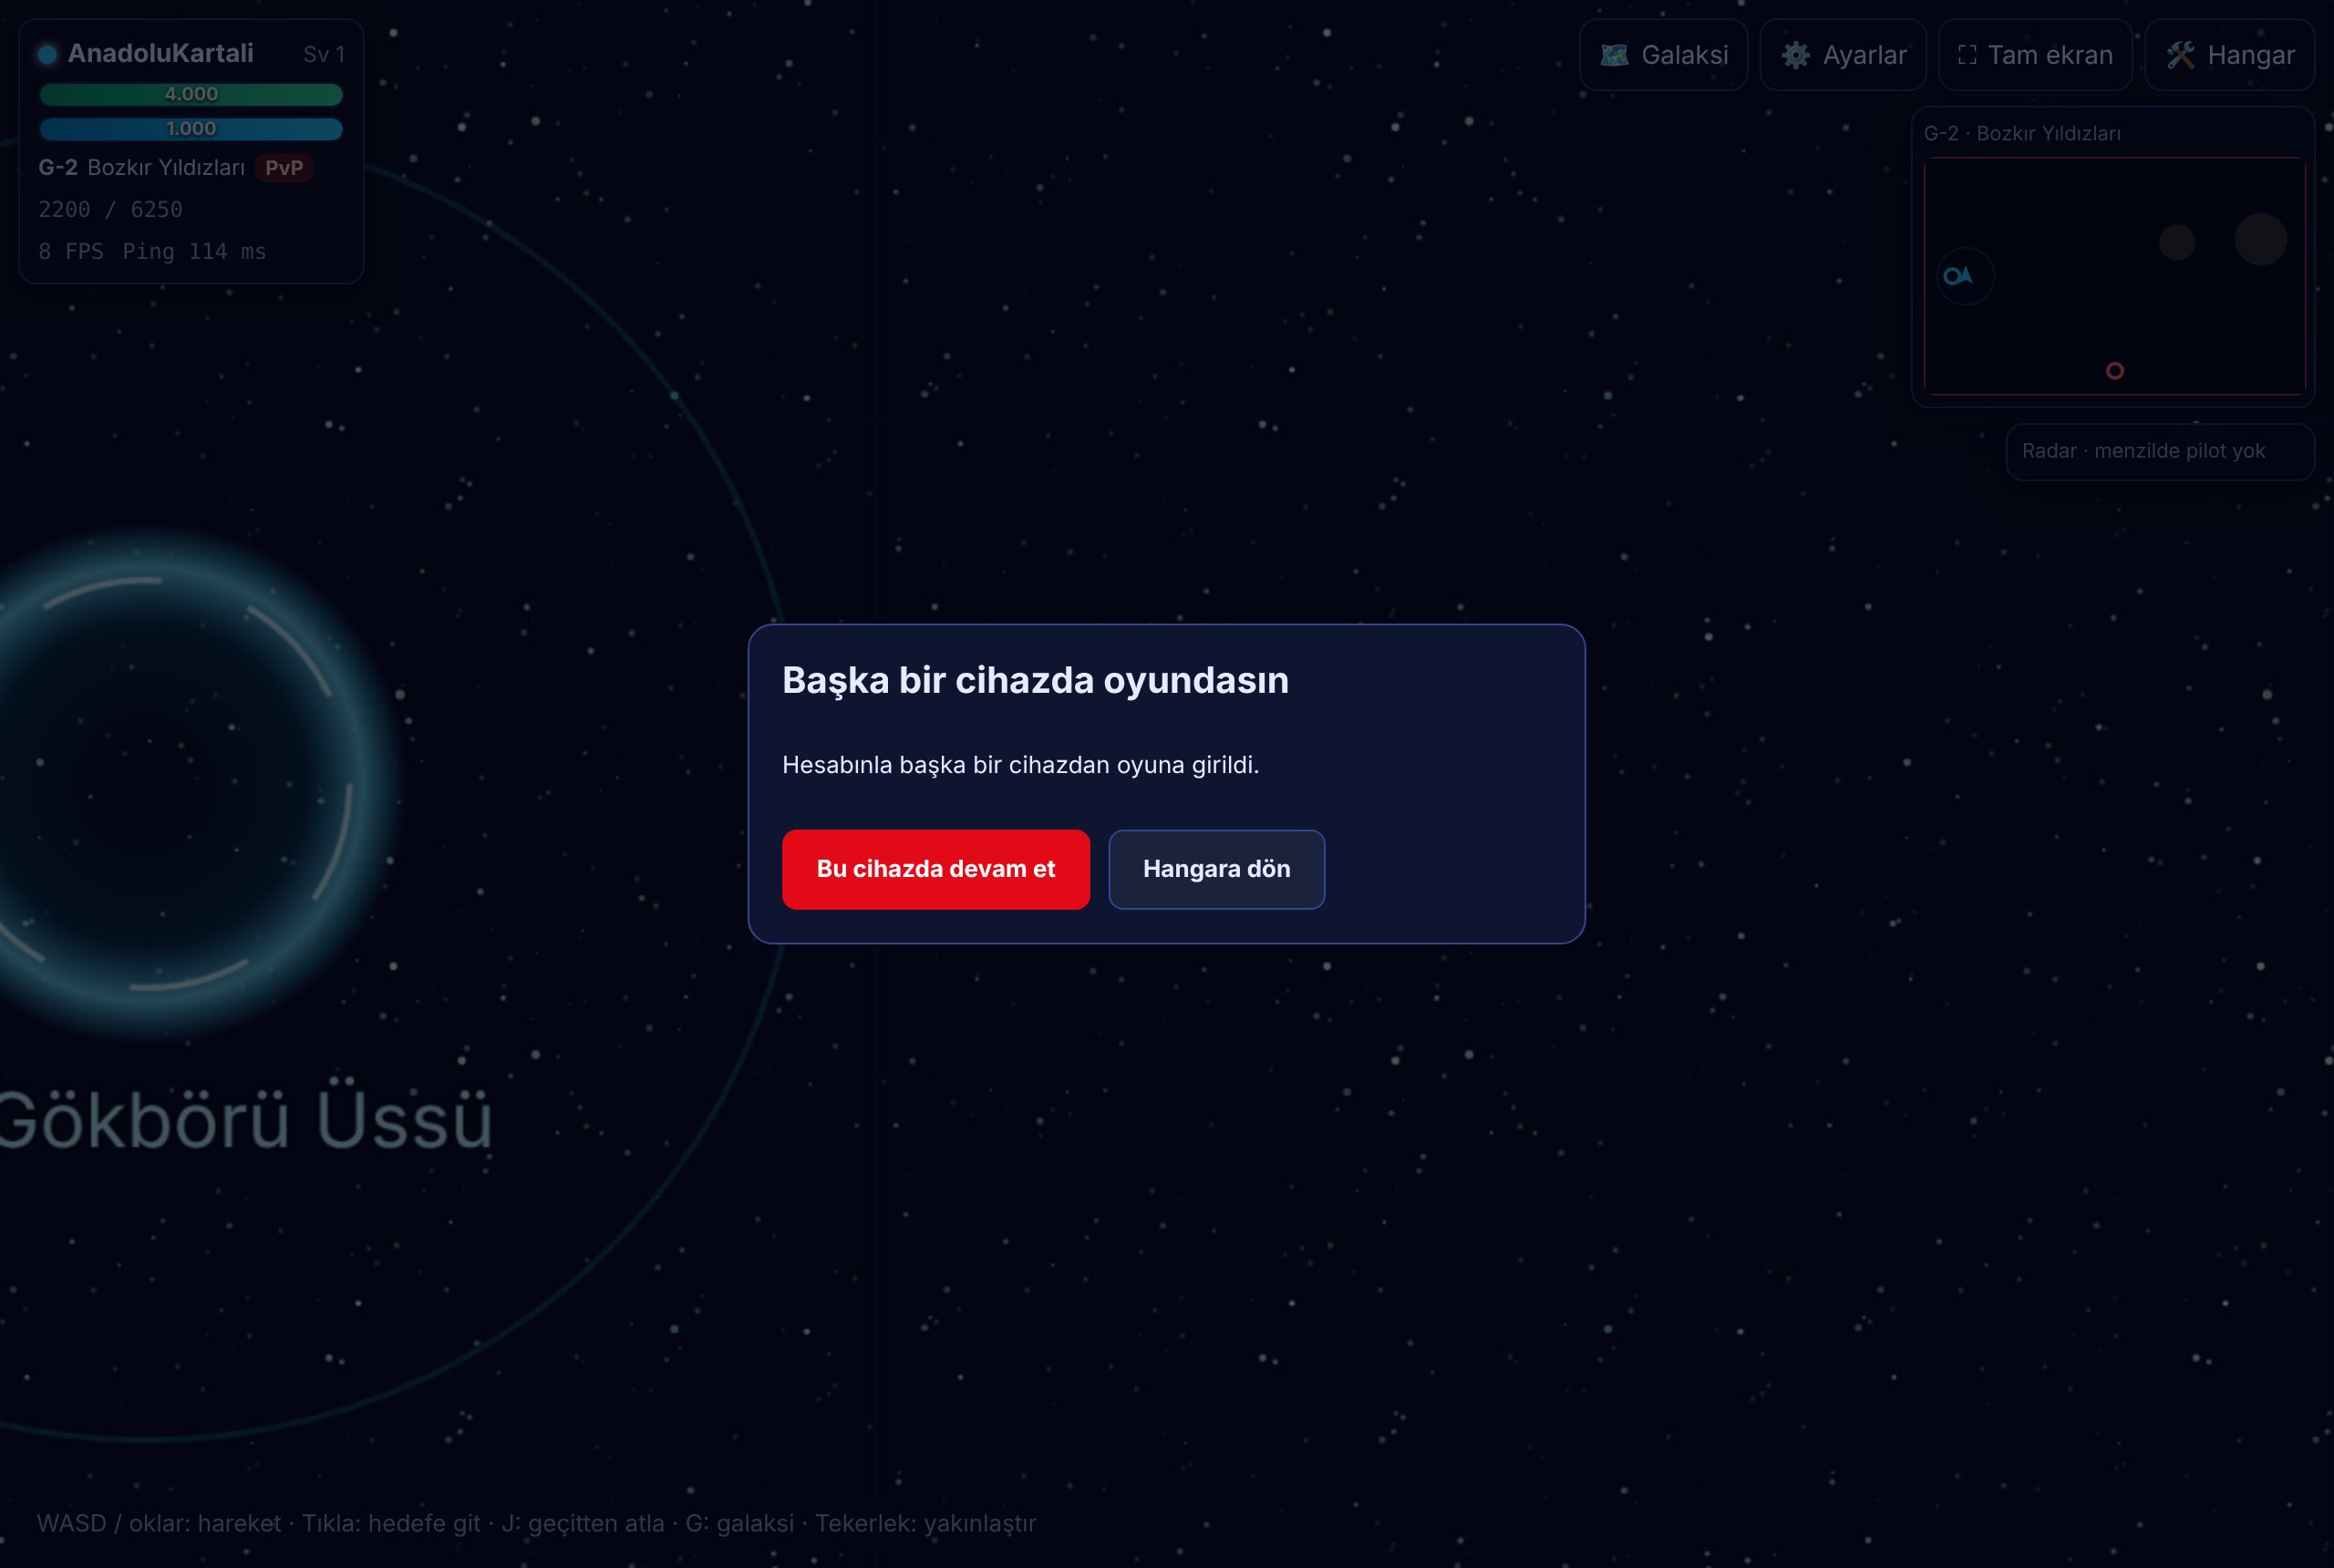 AnadoluKartali Sv 1
4.000
1.000
G-2 Bozkır Yıldızları PvP
2200 / 6250
8 FPS Ping 114 ms
Galaksi
Ayarlar
Tam ekran
Hangar
G-2 · Bozkır Yıldızları
Radar · menzilde pilot yok
Başka bir cihazda oyundasın
Hesabınla başka bir cihazdan oyuna girildi.
Bu cihazda devam et
Hangara dön
Gökbörü Üssü
WASD / oklar: hareket · Tıkla: hedefe git · J: geçitten atla · G: galaksi · Tekerlek: yakınlaştır